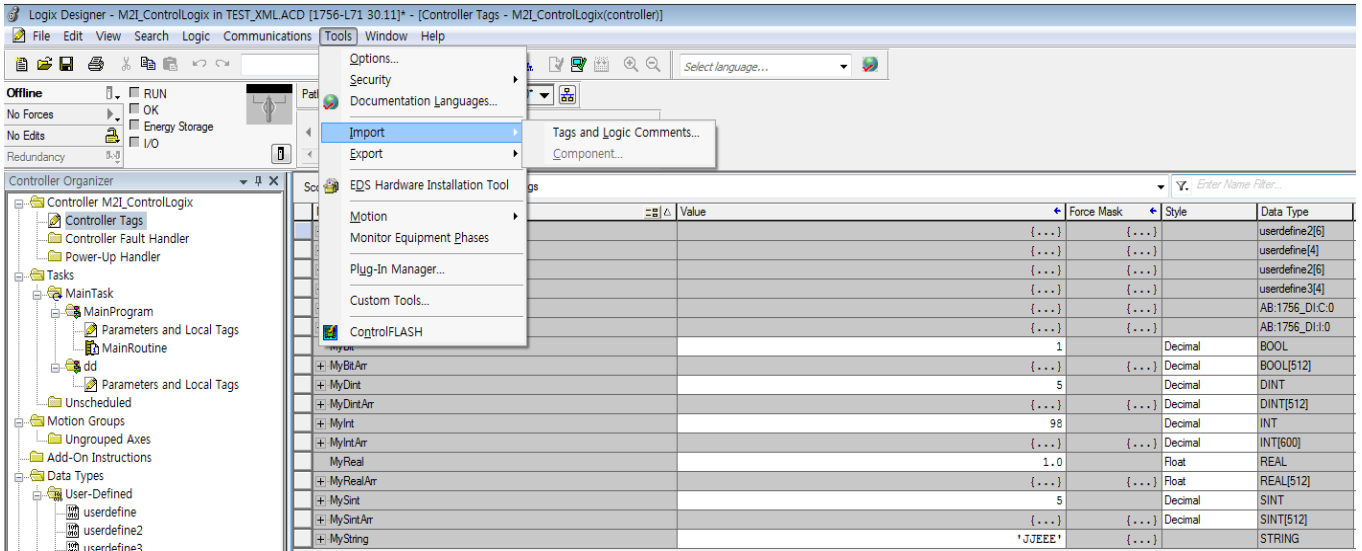 Logix Designer - M2I_ControlLogix in TEST_XML.ACD [1756-L71 30.11]* - [Controller Tags - M2I_ControlLogix(controller)]
File Edit View Search Logic Communications Tools Window Help
Select language...
Offline
RUN
No Forces
OK
No Edits
Energy Storage
Redundancy
I/O
Path
Options...
Security
Documentation Languages...
Import
Export
EDS Hardware Installation Tool
Motion
Monitor Equipment Phases
Plug-In Manager...
Custom Tools...
ControlFLASH
Tags and Logic Comments...
Component...
Controller Organizer
Controller M2I_ControlLogix
Controller Tags
Controller Fault Handler
Power-Up Handler
Tasks
MainTask
MainProgram
Parameters and Local Tags
MainRoutine
dd
Parameters and Local Tags
Unscheduled
Motion Groups
Ungrouped Axes
Add-On Instructions
Data Types
User-Defined
userdefine
userdefine2
userdefine3
Enter Name Filter...
Value Force Mask Style Data Type
{...} {...} userdefine2[6]
{...} {...} userdefine[4]
{...} {...} userdefine2[6]
{...} {...} userdefine3[4]
{...} {...} AB:1756_DI:C:0
{...} {...} AB:1756_DI:I:0
MyBit 1 Decimal BOOL
MyBitArr {...} {...} Decimal BOOL[512]
MyDint 5 Decimal DINT
MyDintArr {...} {...} Decimal DINT[512]
MyInt 98 Decimal INT
MyIntArr {...} {...} Decimal INT[600]
MyReal 1.0 Float REAL
MyRealArr {...} {...} Float REAL[512]
MySint 5 Decimal SINT
MySintArr {...} {...} Decimal SINT[512]
MyString 'JJEEE' {...} STRING